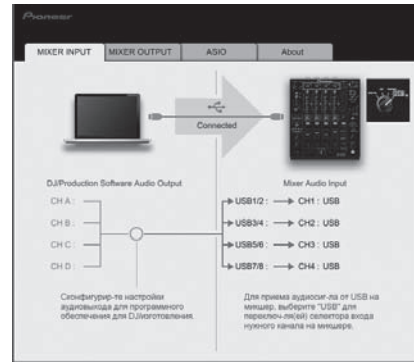 Pioneer
MIXER INPUT MIXER OUTPUT ASIO About
Connected
DJ/Production Software Audio Output
Mixer Audio Input
CH A :
CH B :
CH C :
CH D :
USB1/2 : CH1 : USB
USB3/4 : CH2 : USB
USB5/6 : CH3 : USB
USB7/8 : CH4 : USB
Сконфигурир-те настройки
аудиовыхода для программного
обеспечения для DJ/изготовления.
Для приема аудиосиг-ла от USB на
микшер, выберите "USB" для
переключ-ля(ей) селектора входа
нужного канала на микшере.